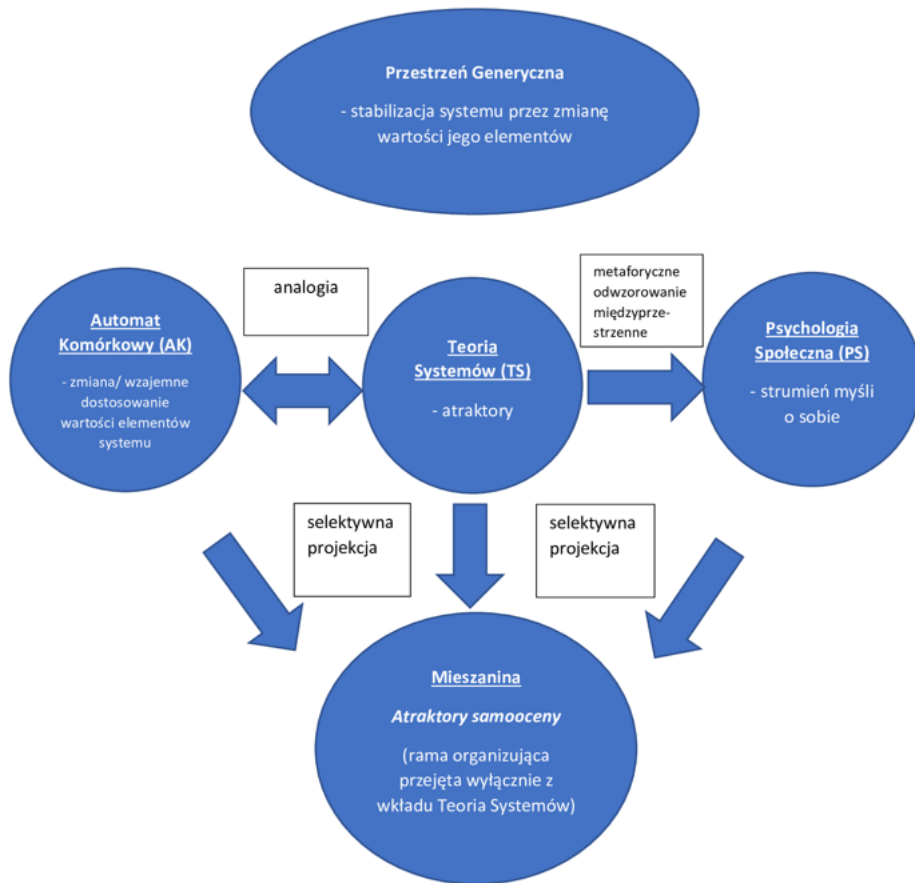 Przestrzeń Generyczna
- stabilizacja systemu przez zmianę
wartości jego elementów
Automat
Komórkowy (AK)
- zmiana/ wzajemne
dostosowanie
wartości elementów
systemu
analogia
Teoria
Systemów (TS)
- atraktory
metaforyczne
odwzorowanie
międzyprze-
strzenne
Psychologia
Społeczna (PS)
- strumień myśli
o sobie
selektywna
projekcja
selektywna
projekcja
Mieszanina
Atraktory samooceny
(rama organizująca
przejęta wyłącznie z
wkładu Teoria Systemów)